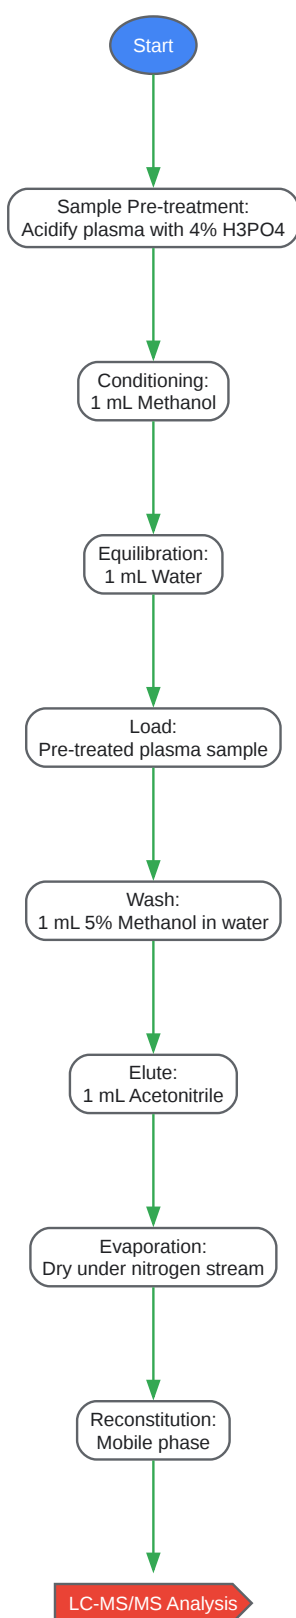 Start
Sample Pre-treatment:
Acidify plasma with 4% H3PO4
Conditioning:
1 mL Methanol
Equilibration:
1 mL Water
Load:
Pre-treated plasma sample
Wash:
1 mL 5% Methanol in water
Elute:
1 mL Acetonitrile
Evaporation:
Dry under nitrogen stream
Reconstitution:
Mobile phase
LC-MS/MS Analysis